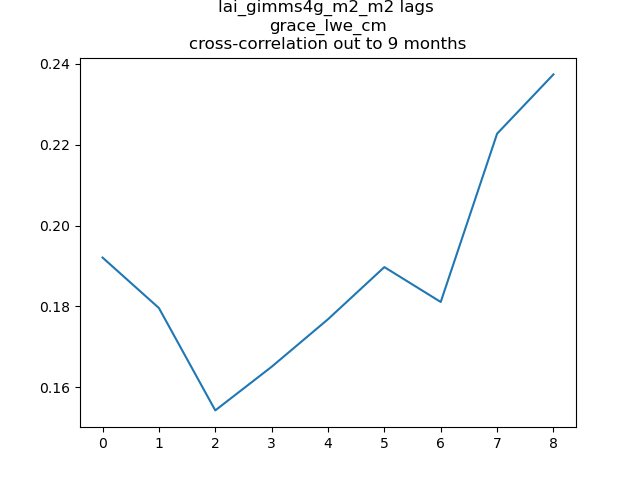 lai_gimms4g_m2_m2 lags
grace_lwe_cm
cross-correlation out to 9 months
0.24
0.22
0.20
0.18
0.16
0 1 2 3 4 5 6 7 8